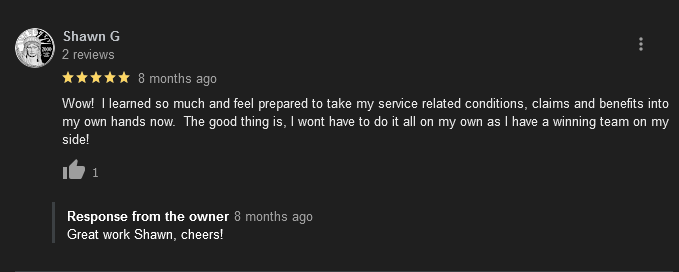 Shawn G
2 reviews
8 months ago
Wow!  I learned so much and feel prepared to take my service related conditions, claims and benefits into
my own hands now.  The good thing is, I wont have to do it all on my own as I have a winning team on my
side!
1
Response from the owner 8 months ago
Great work Shawn, cheers!